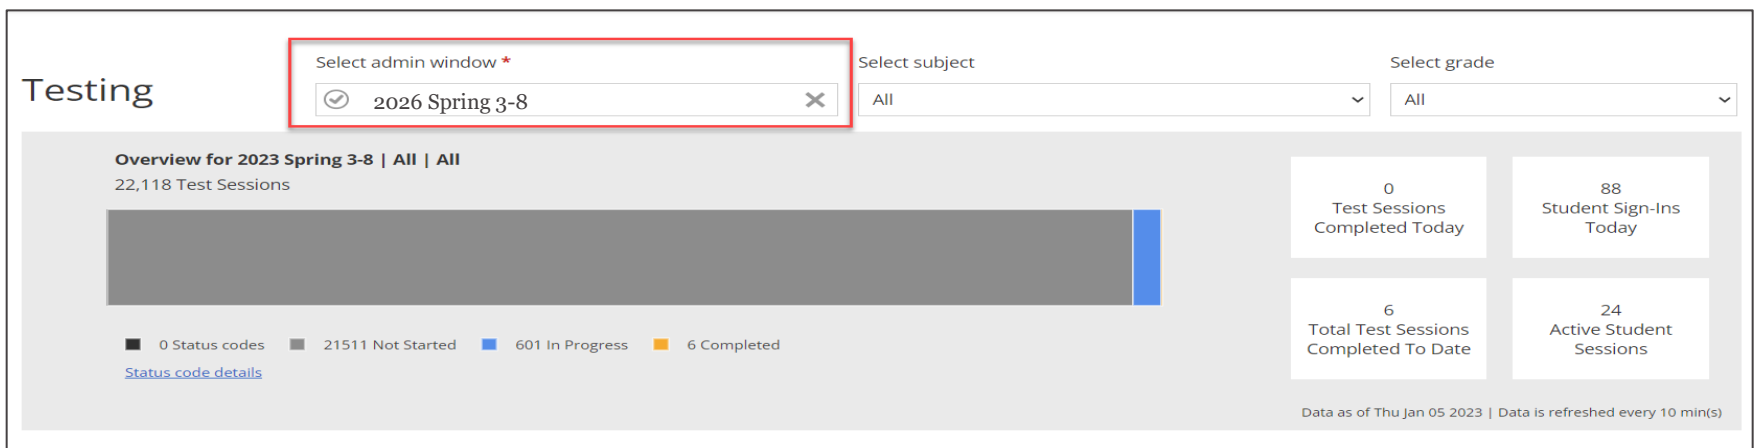 Testing
Select admin window *
2026 Spring 3-8
Select subject
All
Select grade
All
Overview for 2023 Spring 3-8 | All | All
22,118 Test Sessions
0 Status codes
21511 Not Started
601 In Progress
6 Completed
Status code details
0
Test Sessions
Completed Today
88
Student Sign-Ins
Today
6
Total Test Sessions
Completed To Date
24
Active Student
Sessions
Data as of Thu Jan 05 2023 | Data is refreshed every 10 min(s)